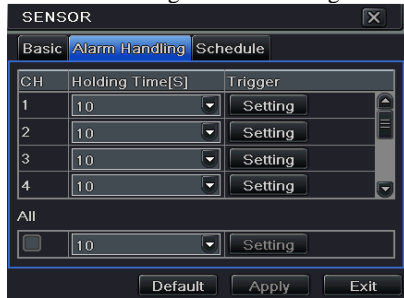 SENSOR
Basic Alarm Handling Schedule
CH Holding Time[S] Trigger
1 10 Setting
2 10 Setting
3 10 Setting
4 10 Setting
All
10 Setting
Default Apply Exit